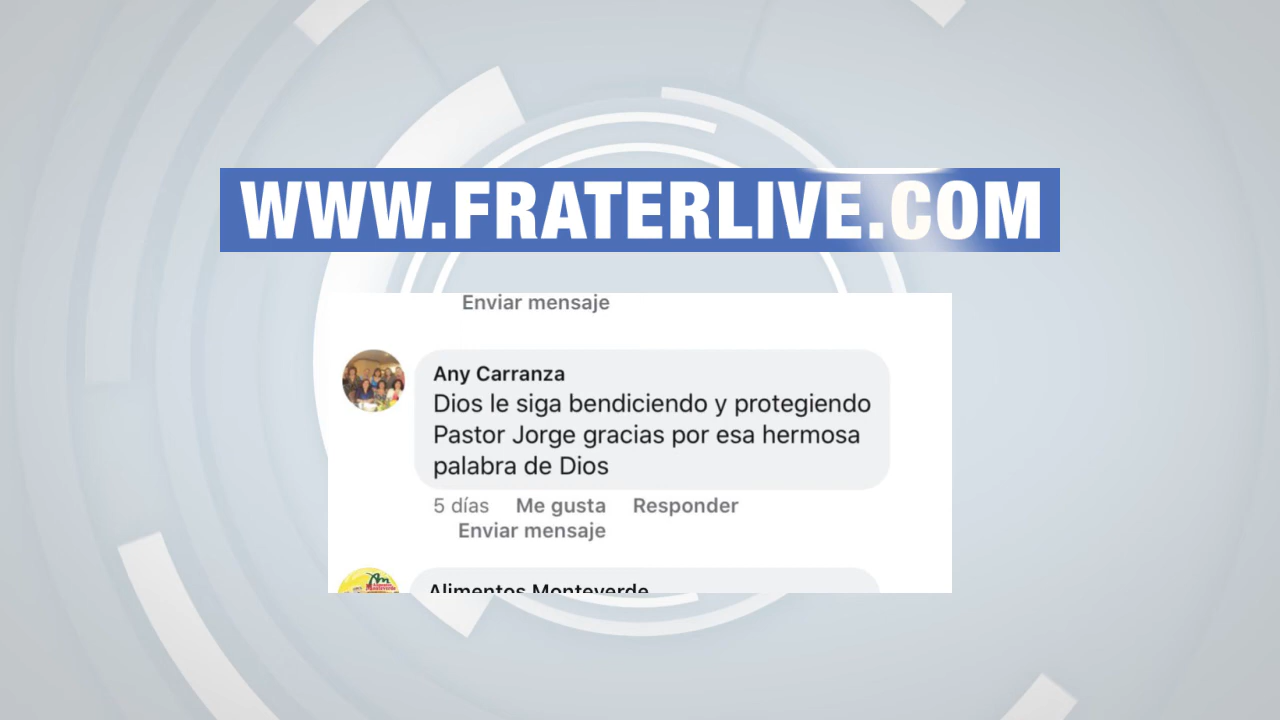 WWW.FRATERLIVE.COM
Enviar mensaje
Any Carranza
Dios le siga bendiciendo y protegiendo
Pastor Jorge gracias por esa hermosa
palabra de Dios
5 días Me gusta Responder
Enviar mensaje
Alimentos Monteverde